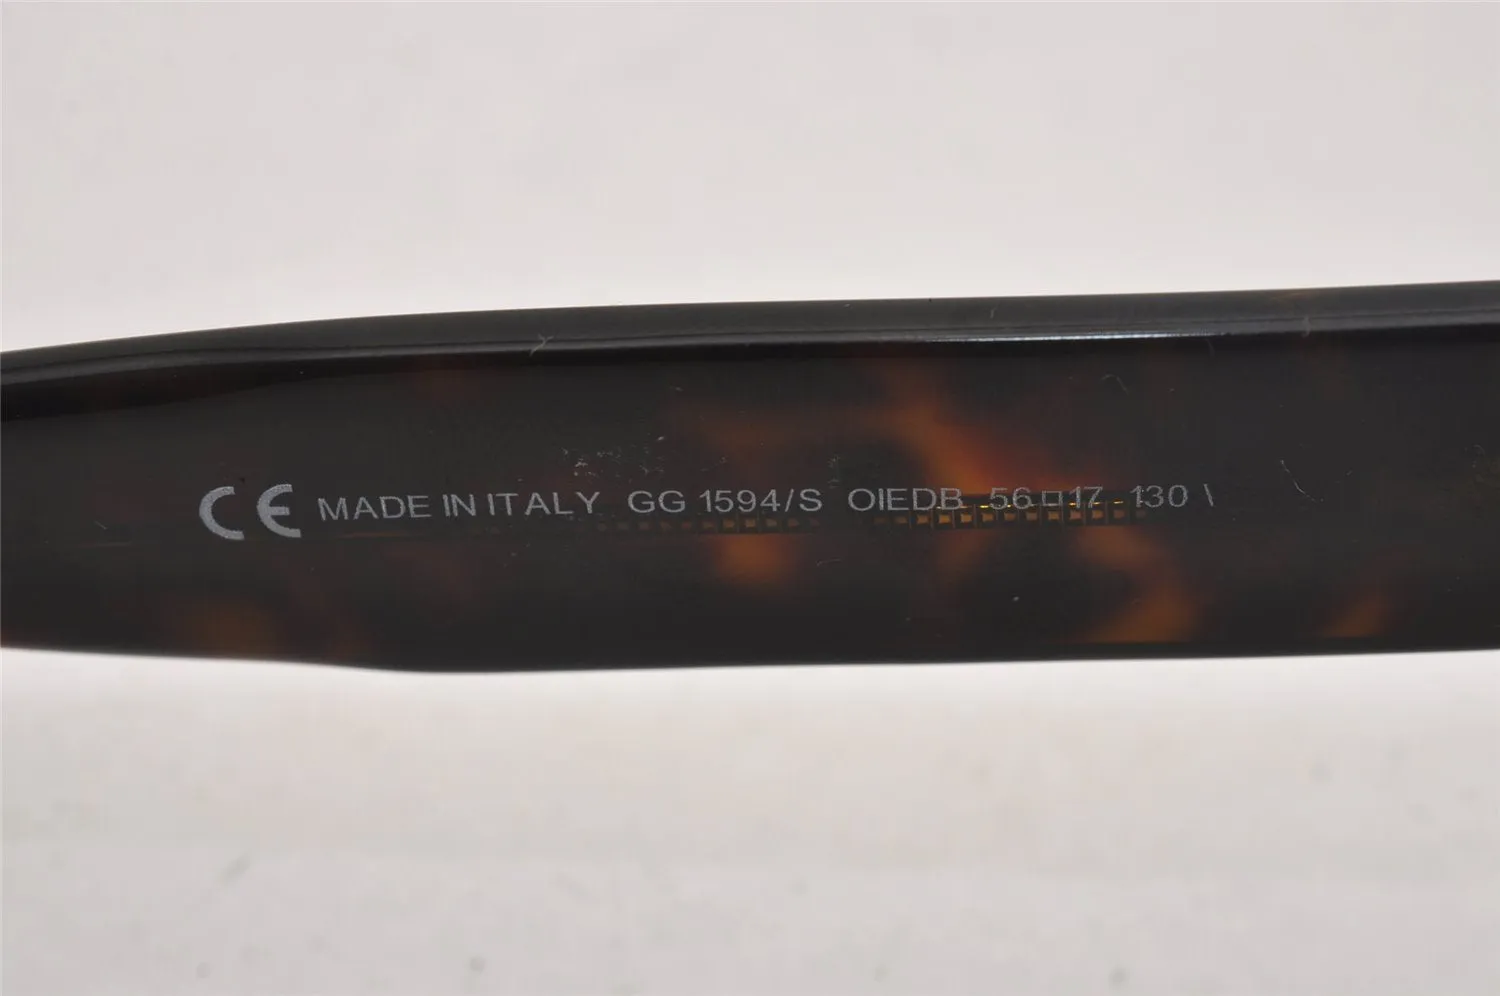 CE MADE IN ITALY GG 1594/S OIEDB 56□17 130 \